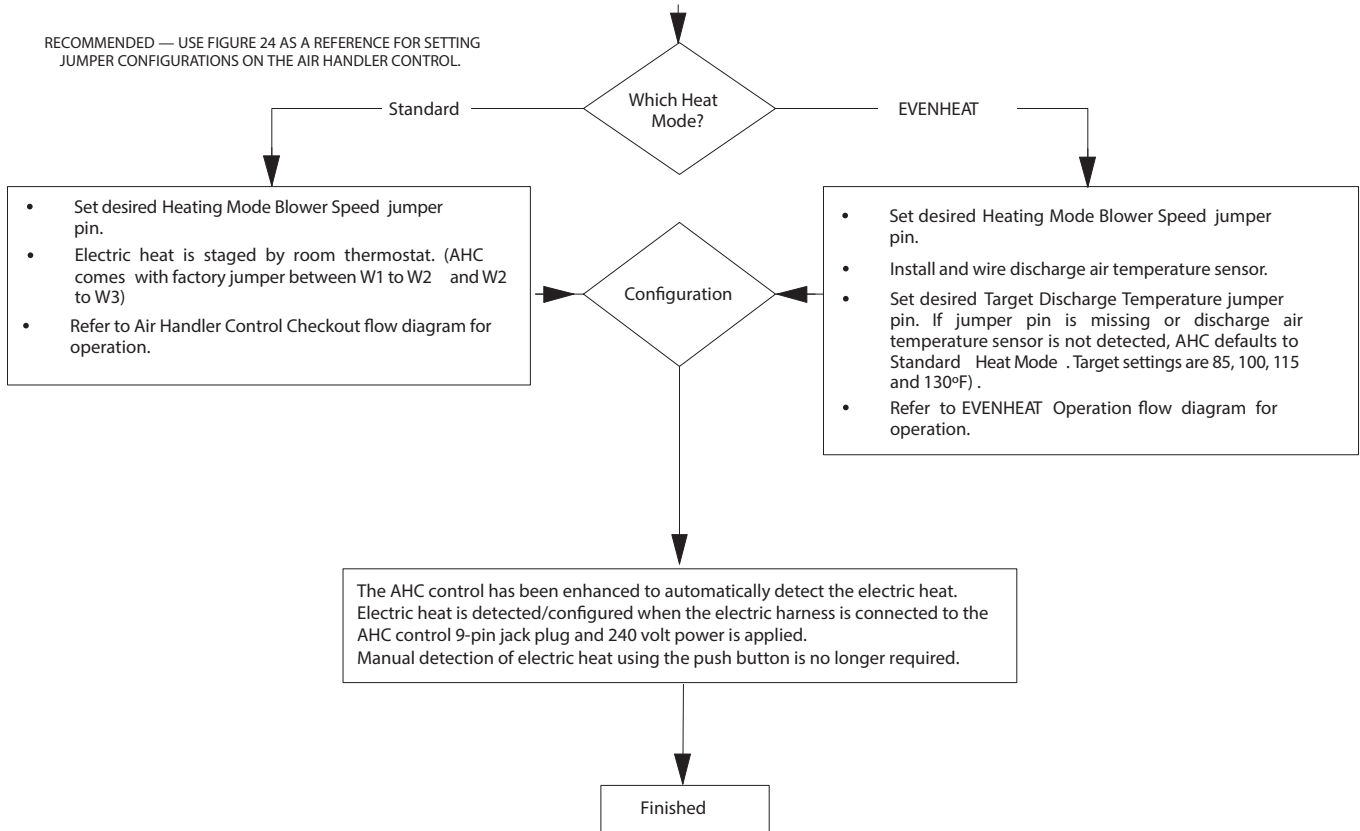 RECOMMENDED — USE FIGURE 24 AS A REFERENCE FOR SETTING
JUMPER CONFIGURATIONS ON THE AIR HANDLER CONTROL.
Which Heat
Mode?
Standard
EVENHEAT
• Set desired Heating Mode Blower Speed jumper
pin.
• Electric heat is staged by room thermostat. (AHC
comes with factory jumper between W1 to W2 and W2
to W3)
• Refer to Air Handler Control Checkout flow diagram for
operation.
Configuration
• Set desired Heating Mode Blower Speed jumper
pin.
• Install and wire discharge air temperature sensor.
• Set desired Target Discharge Temperature jumper
pin. If jumper pin is missing or discharge air
temperature sensor is not detected, AHC defaults to
Standard Heat Mode . Target settings are 85, 100, 115
and 130ºF) .
• Refer to EVENHEAT Operation flow diagram for
operation.
The AHC control has been enhanced to automatically detect the electric heat.
Electric heat is detected/configured when the electric harness is connected to the
AHC control 9-pin jack plug and 240 volt power is applied.
Manual detection of electric heat using the push button is no longer required.
Finished